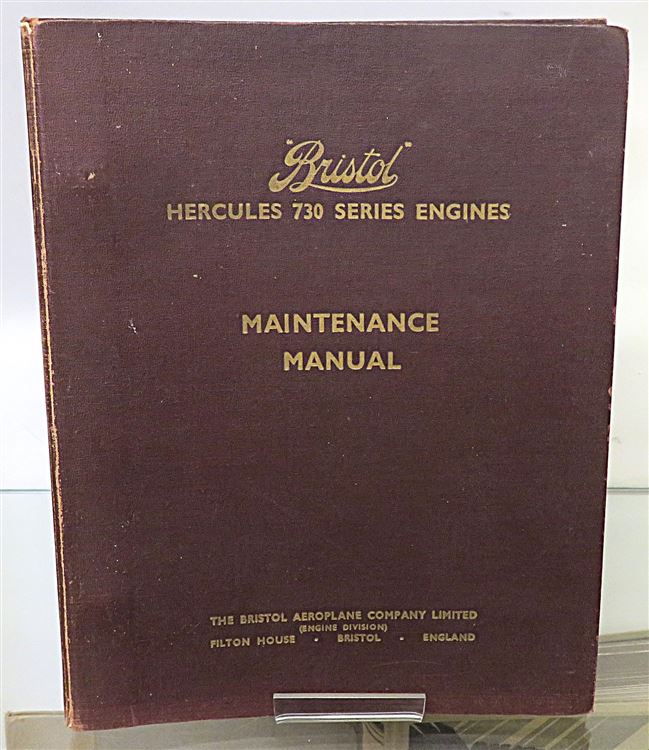 "Bristol"
HERCULES 730 SERIES ENGINES
MAINTENANCE
MANUAL
THE BRISTOL AEROPLANE COMPANY LIMITED
(ENGINE DIVISION)
FILTON HOUSE - BRISTOL - ENGLAND